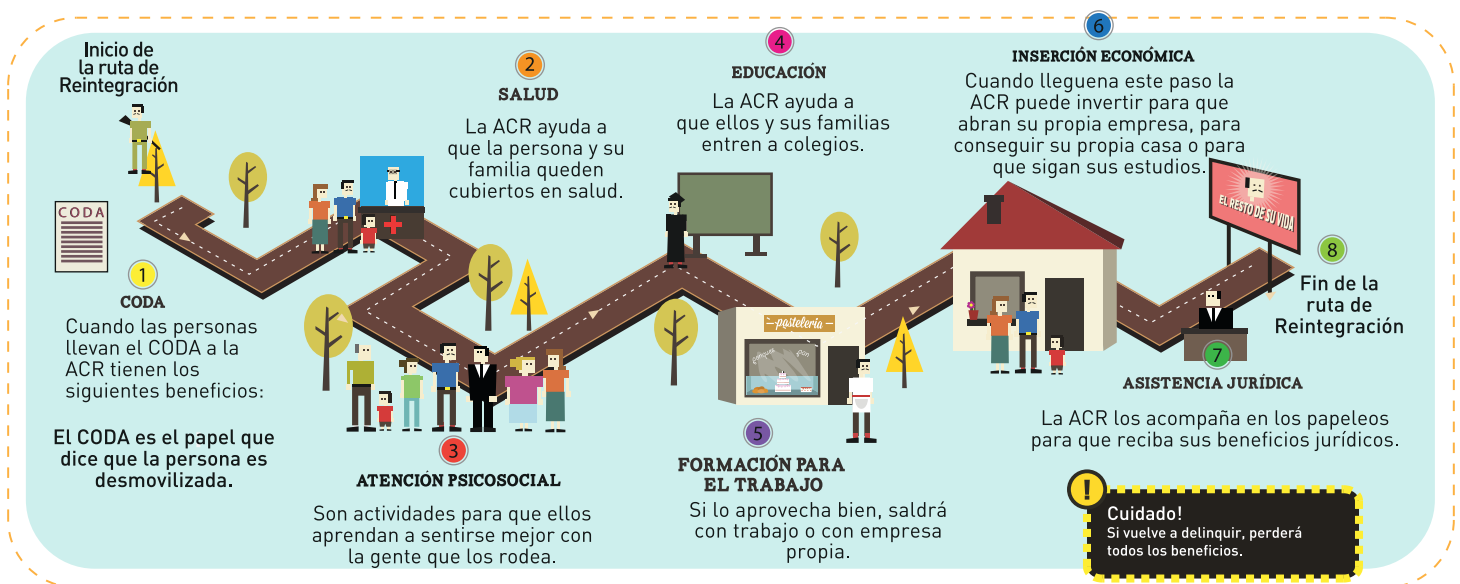 Inicio de
la ruta de
Reintegración
CODA
1
CODA
Cuando las personas
llevan el CODA a la
ACR tienen los
siguientes beneficios:
El CODA es el papel que
dice que la persona es
desmovilizada.
2
SALUD
La ACR ayuda a
que la persona y su
familia queden
cubiertos en salud.
3
ATENCIÓN PSICOSOCIAL
Son actividades para que ellos
aprendan a sentirse mejor con
la gente que los rodea.
4
EDUCACIÓN
La ACR ayuda a
que ellos y sus familias
entren a colegios.
pastelería
pan
5
FORMACIÓN PARA
EL TRABAJO
Si lo aprovecha bien, saldrá
con trabajo o con empresa
propia.
6
INSERCIÓN ECONÓMICA
Cuando lleguena este paso la
ACR puede invertir para que
abran su propia empresa, para
conseguir su propia casa o para
que sigan sus estudios.
7
ASISTENCIA JURÍDICA
La ACR los acompaña en los papeleos
para que reciba sus beneficios jurídicos.
EL RESTO DE SU VIDA
8
Fin de la
ruta de
Reintegración
!
Cuidado!
Si vuelve a delinquir, perderá
todos los beneficios.